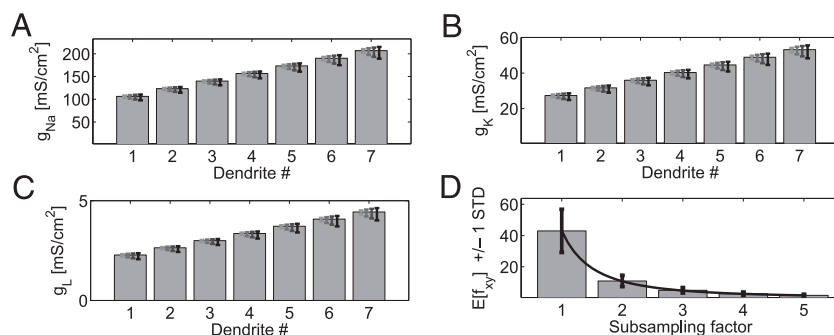 A
g_Na [mS/cm²]
200
150
100
50
1 2 3 4 5 6 7
Dendrite #
B
g_K [mS/cm²]
60
40
20
1 2 3 4 5 6 7
Dendrite #
C
g_L [mS/cm²]
5
0
1 2 3 4 5 6 7
Dendrite #
D
E[f_xy] +/− 1 STD
60
40
20
1 2 3 4 5
Subsampling factor